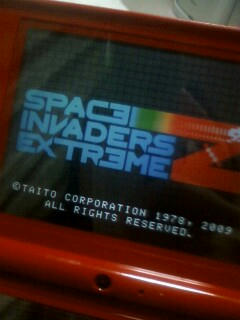 SPACE
INVADERS
EXTREME
©TAITO CORPORATION 1978, 2009
ALL RIGHTS RESERVED.